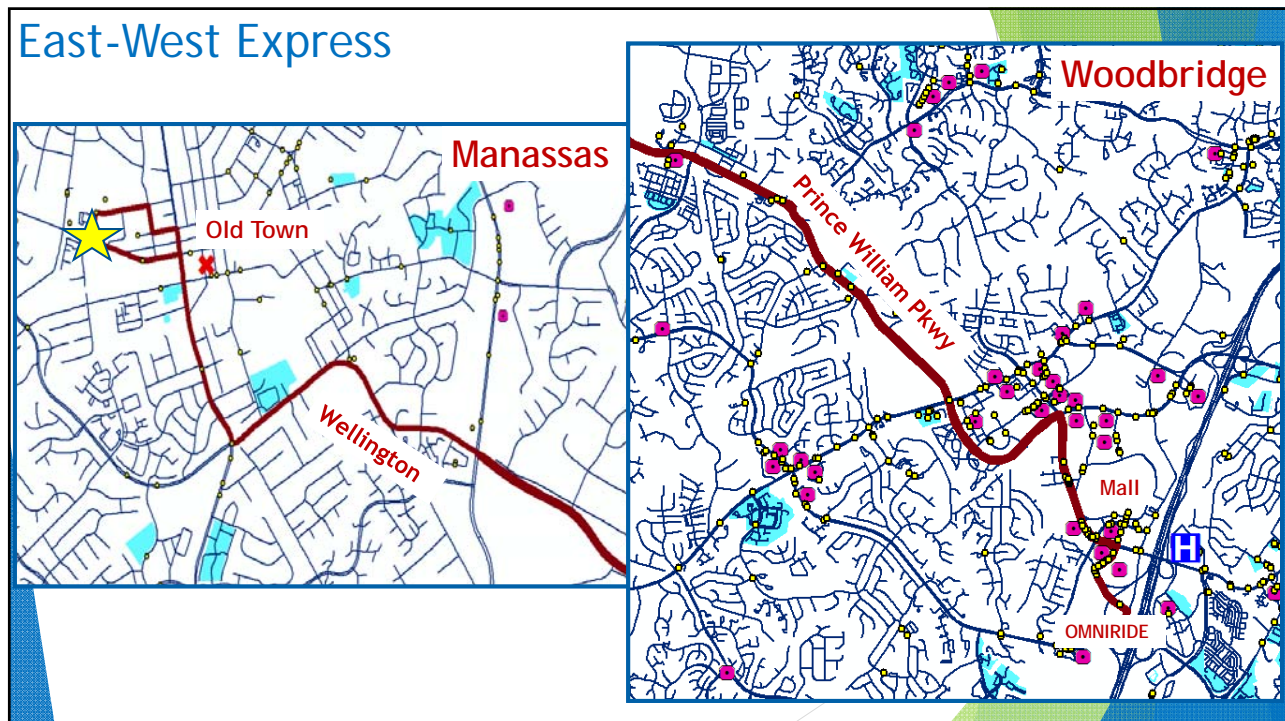 East-West Express
Woodbridge
Manassas
Prince William Pkwy
Old Town
Wellington
Mall
H
OMNIRIDE